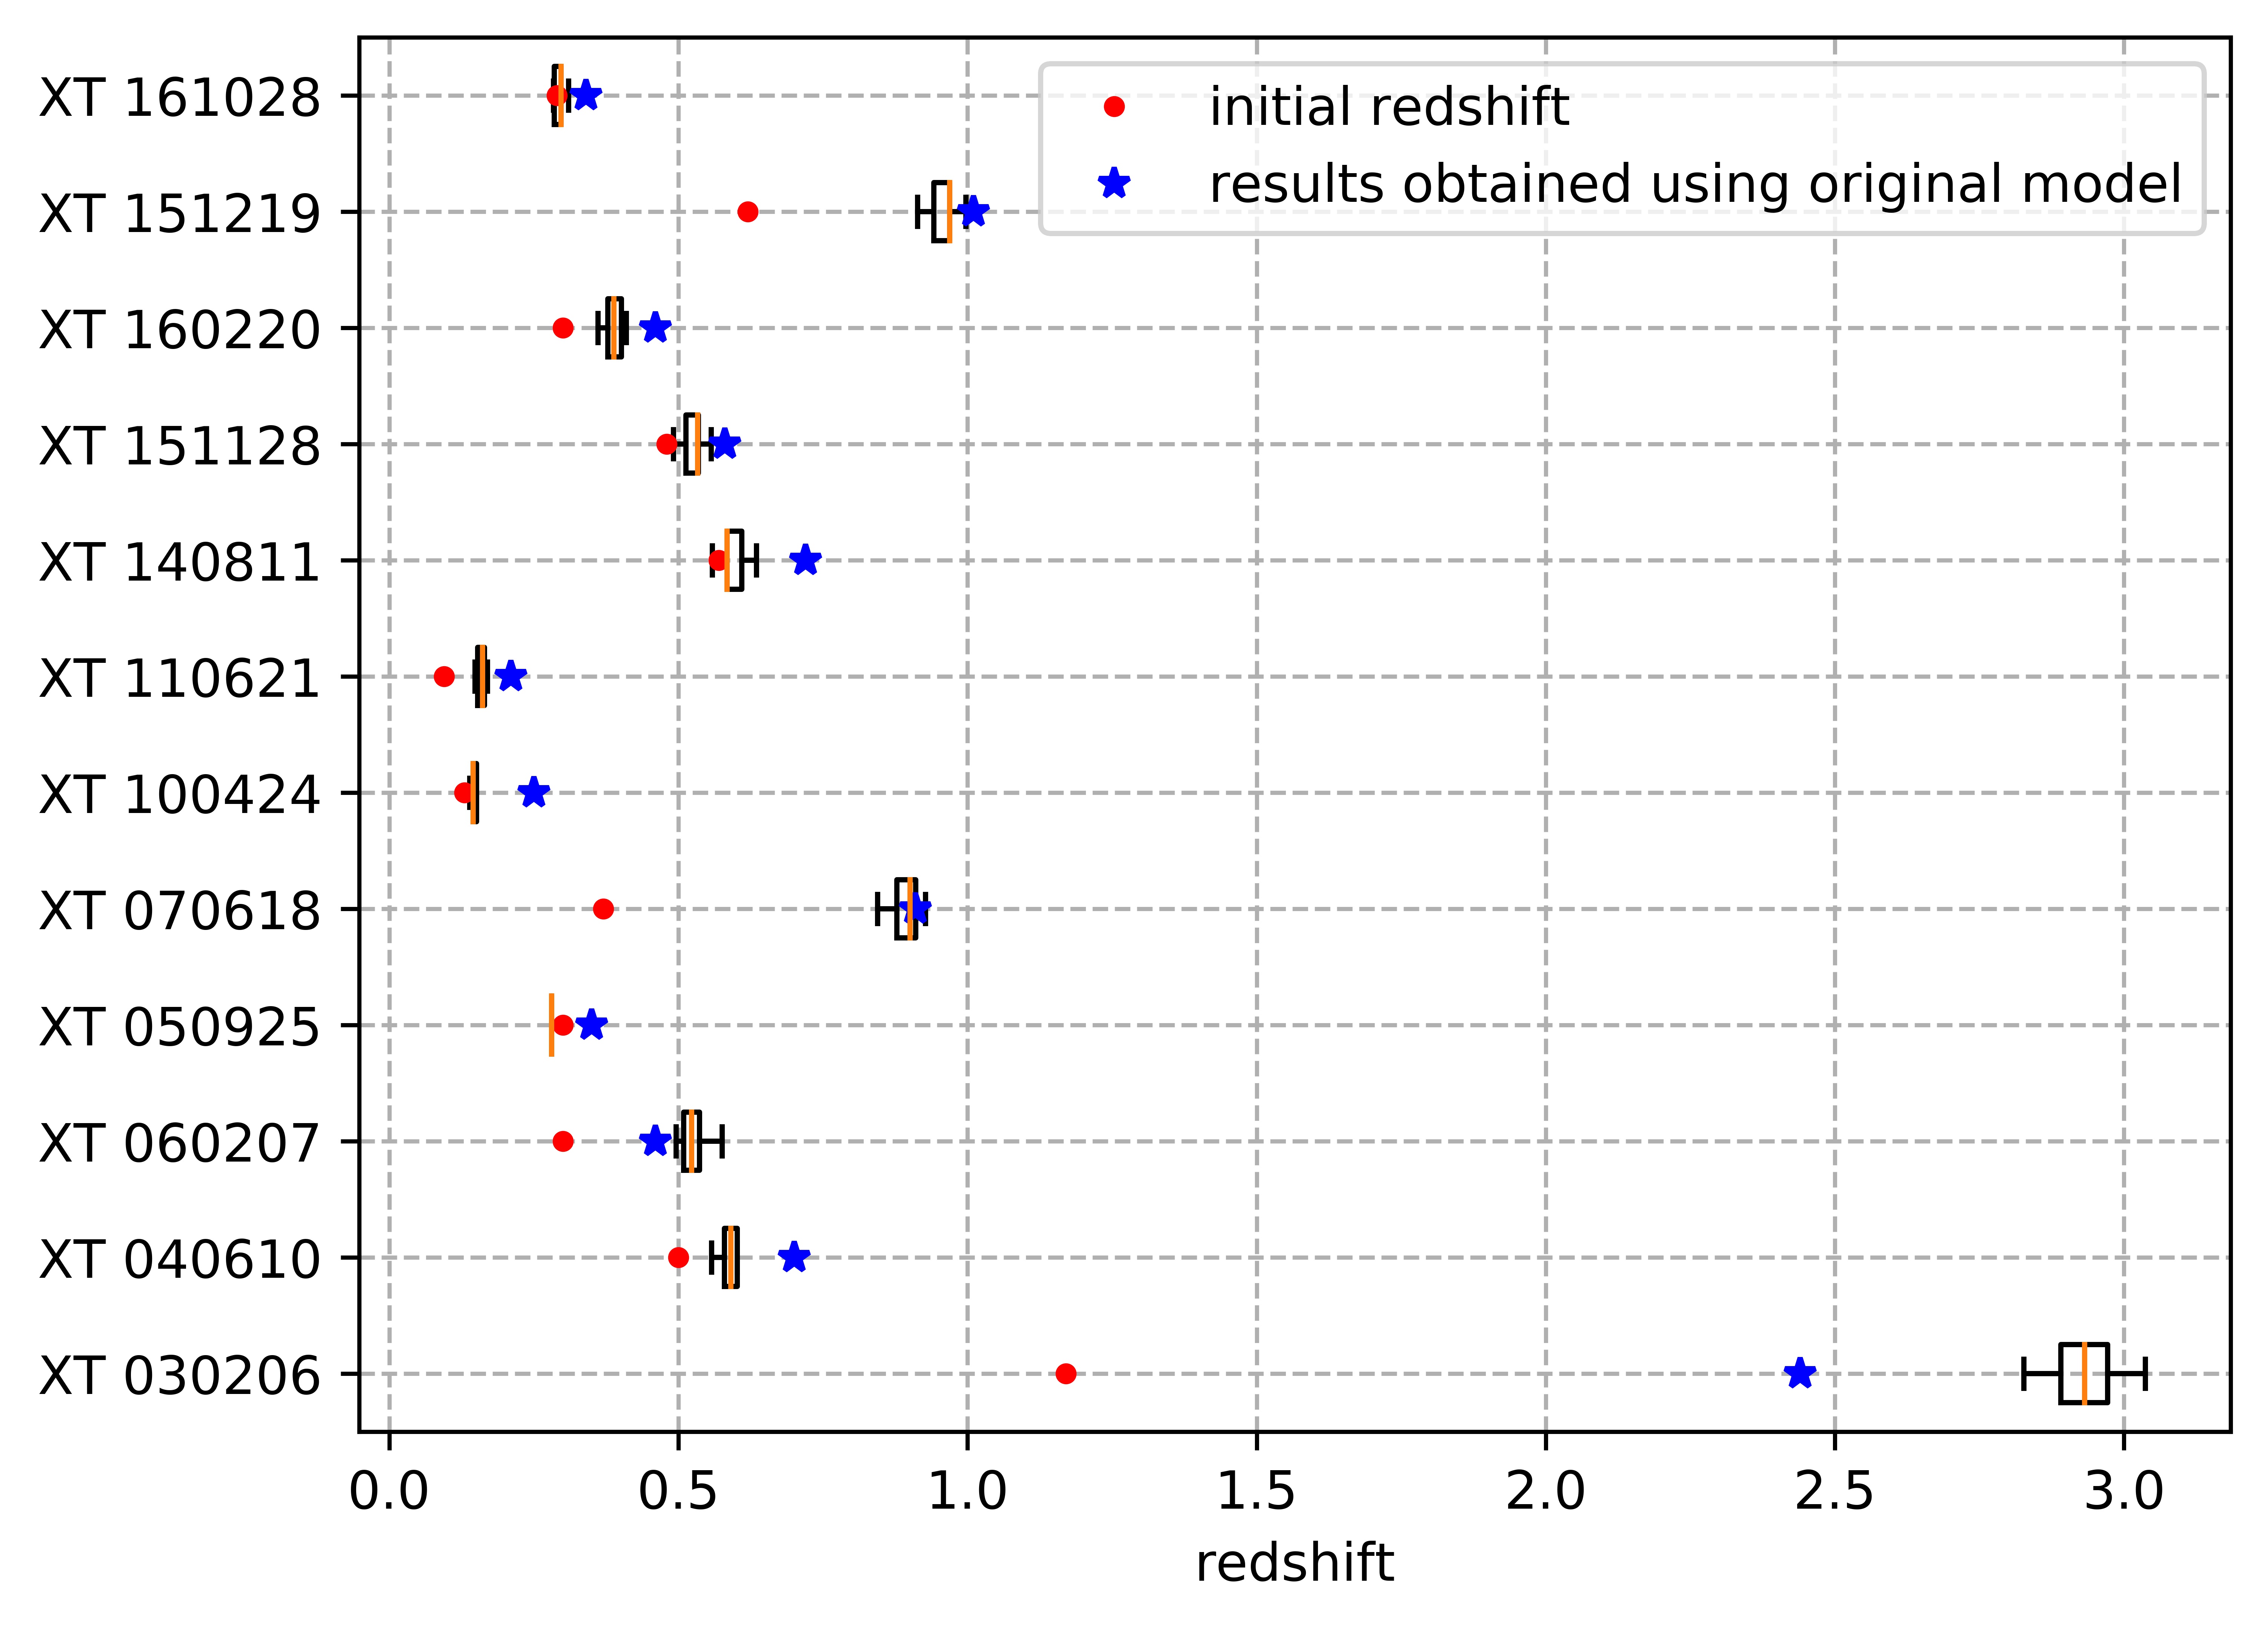 XT 161028
initial redshift
results obtained using original model
XT 151219
XT 160220
XT 151128
XT 140811
XT 110621
XT 100424
XT 070618
XT 050925
XT 060207
XT 040610
XT 030206
0.0 0.5 1.0 1.5 2.0 2.5 3.0
redshift